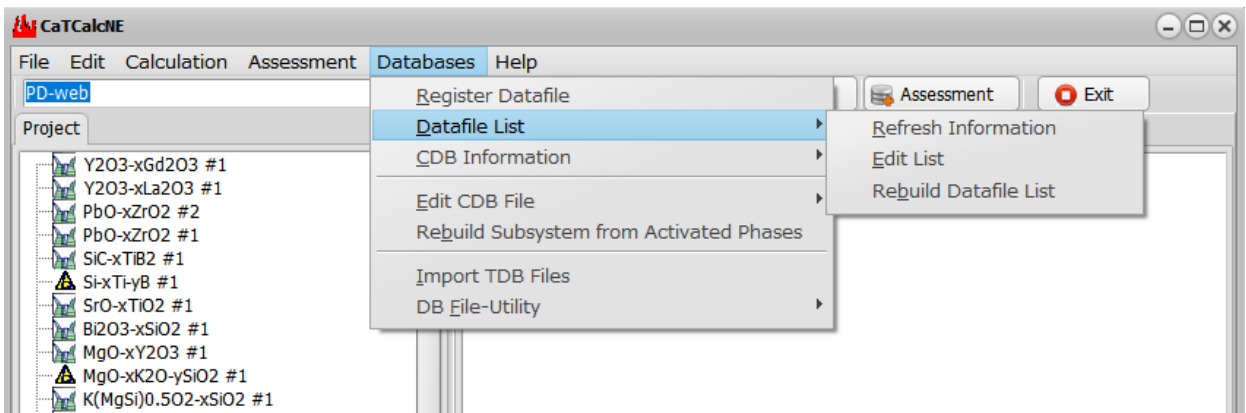 CaTCalcNE
File Edit Calculation Assessment Databases Help
PD-web
Assessment
Exit
Project
Register Datafile
Datafile List
CDB Information
Edit CDB File
Rebuild Subsystem from Activated Phases
Import TDB Files
DB File-Utility
Refresh Information
Edit List
Rebuild Datafile List
Y2O3-xGd2O3 #1
Y2O3-xLa2O3 #1
PbO-xZrO2 #2
PbO-xZrO2 #1
SiC-xTiB2 #1
Si-xTi-yB #1
SrO-xTiO2 #1
Bi2O3-xSiO2 #1
MgO-xY2O3 #1
MgO-xK2O-ySiO2 #1
K(MgSi)0.5O2-xSiO2 #1